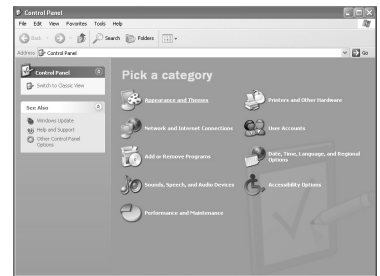 Control Panel
File Edit View Favorites Tools Help
Back Search Folders
Address Control Panel Go
Control Panel
Switch to Classic View
See Also
Windows Update
Help and Support
Other Control Panel
Options
Pick a category
Appearance and Themes
Printers and Other Hardware
Network and Internet Connections
User Accounts
Add or Remove Programs
Date, Time, Language, and Regional
Options
Sounds, Speech, and Audio Devices
Accessibility Options
Performance and Maintenance